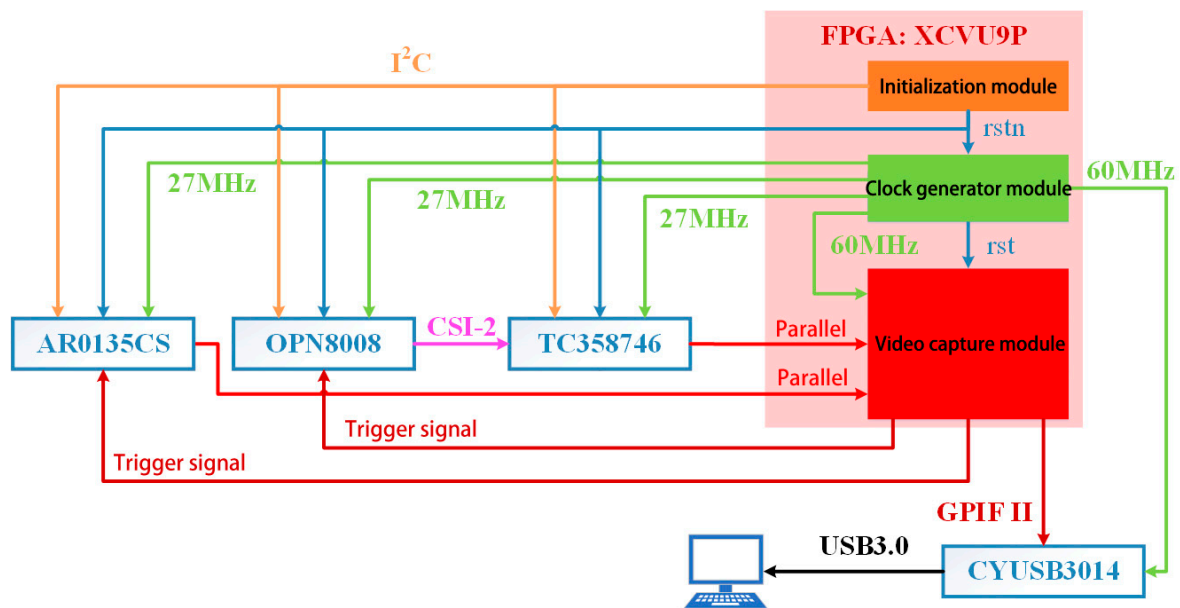 FPGA: XCVU9P
I²C
Initialization module
rstn
27MHz
27MHz
27MHz
Clock generator module
60MHz
60MHz
rst
AR0135CS
OPN8008
CSI-2
TC358746
Parallel
Video capture module
Parallel
Trigger signal
Trigger signal
GPIF II
USB3.0
CYUSB3014